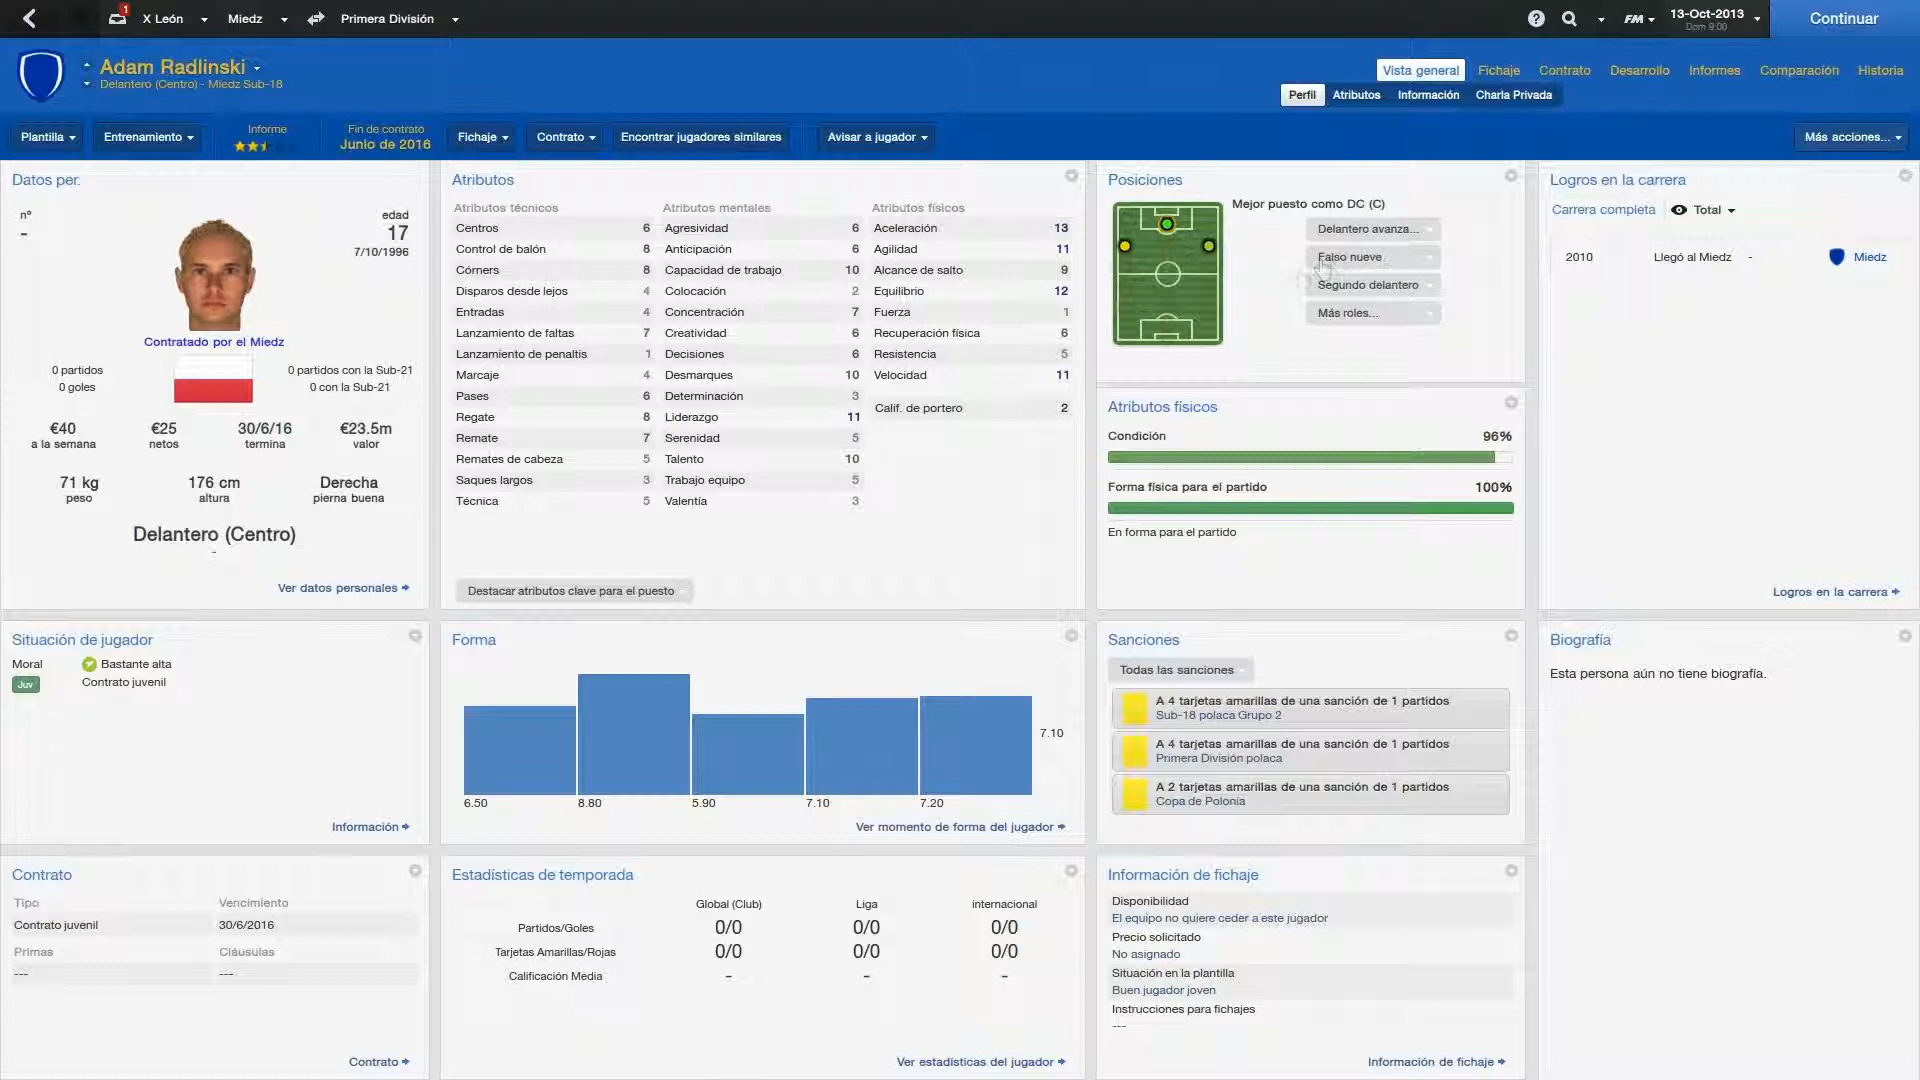 1
X León
Miedz
Primera División
FM
13-Oct-2013
Dom 9:00
Continuar
Adam Radlinski
Delantero (Centro) - Miedz Sub-18
Vista general
Fichaje
Contrato
Desarrollo
Informes
Comparación
Historia
Perfil
Atributos
Información
Charla Privada
Plantilla
Entrenamiento
Informe
Fin de contrato
Junio de 2016
Fichaje
Contrato
Encontrar jugadores similares
Avisar a jugador
Más acciones...
Datos per.
nº
-
edad
17
7/10/1996
Contratado por el Miedz
0 partidos
0 goles
0 partidos con la Sub-21
0 con la Sub-21
€40
a la semana
€25
netos
30/6/16
termina
€23.5m
valor
71 kg
peso
176 cm
altura
Derecha
pierna buena
Delantero (Centro)
-
Ver datos personales
Atributos
Atributos técnicos
Centros 6
Control de balón 8
Córners 8
Disparos desde lejos 4
Entradas 4
Lanzamiento de faltas 7
Lanzamiento de penaltis 1
Marcaje 4
Pases 6
Regate 8
Remate 7
Remates de cabeza 5
Saques largos 3
Técnica 5
Atributos mentales
Agresividad 6
Anticipación 6
Capacidad de trabajo 10
Colocación 2
Concentración 7
Creatividad 6
Decisiones 6
Desmarques 10
Determinación 3
Liderazgo 11
Serenidad 5
Talento 10
Trabajo equipo 5
Valentía 3
Atributos físicos
Aceleración 13
Agilidad 11
Alcance de salto 9
Equilibrio 12
Fuerza 1
Recuperación física 6
Resistencia 5
Velocidad 11
Calif. de portero 2
Destacar atributos clave para el puesto
Posiciones
Mejor puesto como DC (C)
Delantero avanza...
Falso nueve
Segundo delantero
Más roles...
Atributos físicos
Condición 96%
Forma física para el partido 100%
En forma para el partido
Logros en la carrera
Carrera completa
Total
2010 Llegó al Miedz - Miedz
Logros en la carrera
Situación de jugador
Moral Bastante alta
Juv Contrato juvenil
Información
Forma
7.10
6.50 8.80 5.90 7.10 7.20
Ver momento de forma del jugador
Sanciones
Todas las sanciones
A 4 tarjetas amarillas de una sanción de 1 partidos
Sub-18 polaca Grupo 2
A 4 tarjetas amarillas de una sanción de 1 partidos
Primera División polaca
A 2 tarjetas amarillas de una sanción de 1 partidos
Copa de Polonia
Biografía
Esta persona aún no tiene biografía.
Contrato
Tipo Vencimiento
Contrato juvenil 30/6/2016
Primas Cláusulas
--- ---
Contrato
Estadísticas de temporada
Global (Club) Liga internacional
Partidos/Goles 0/0 0/0 0/0
Tarjetas Amarillas/Rojas 0/0 0/0 0/0
Calificación Media - - -
Ver estadísticas del jugador
Información de fichaje
Disponibilidad
El equipo no quiere ceder a este jugador
Precio solicitado
No asignado
Situación en la plantilla
Buen jugador joven
Instrucciones para fichajes
---
Información de fichaje